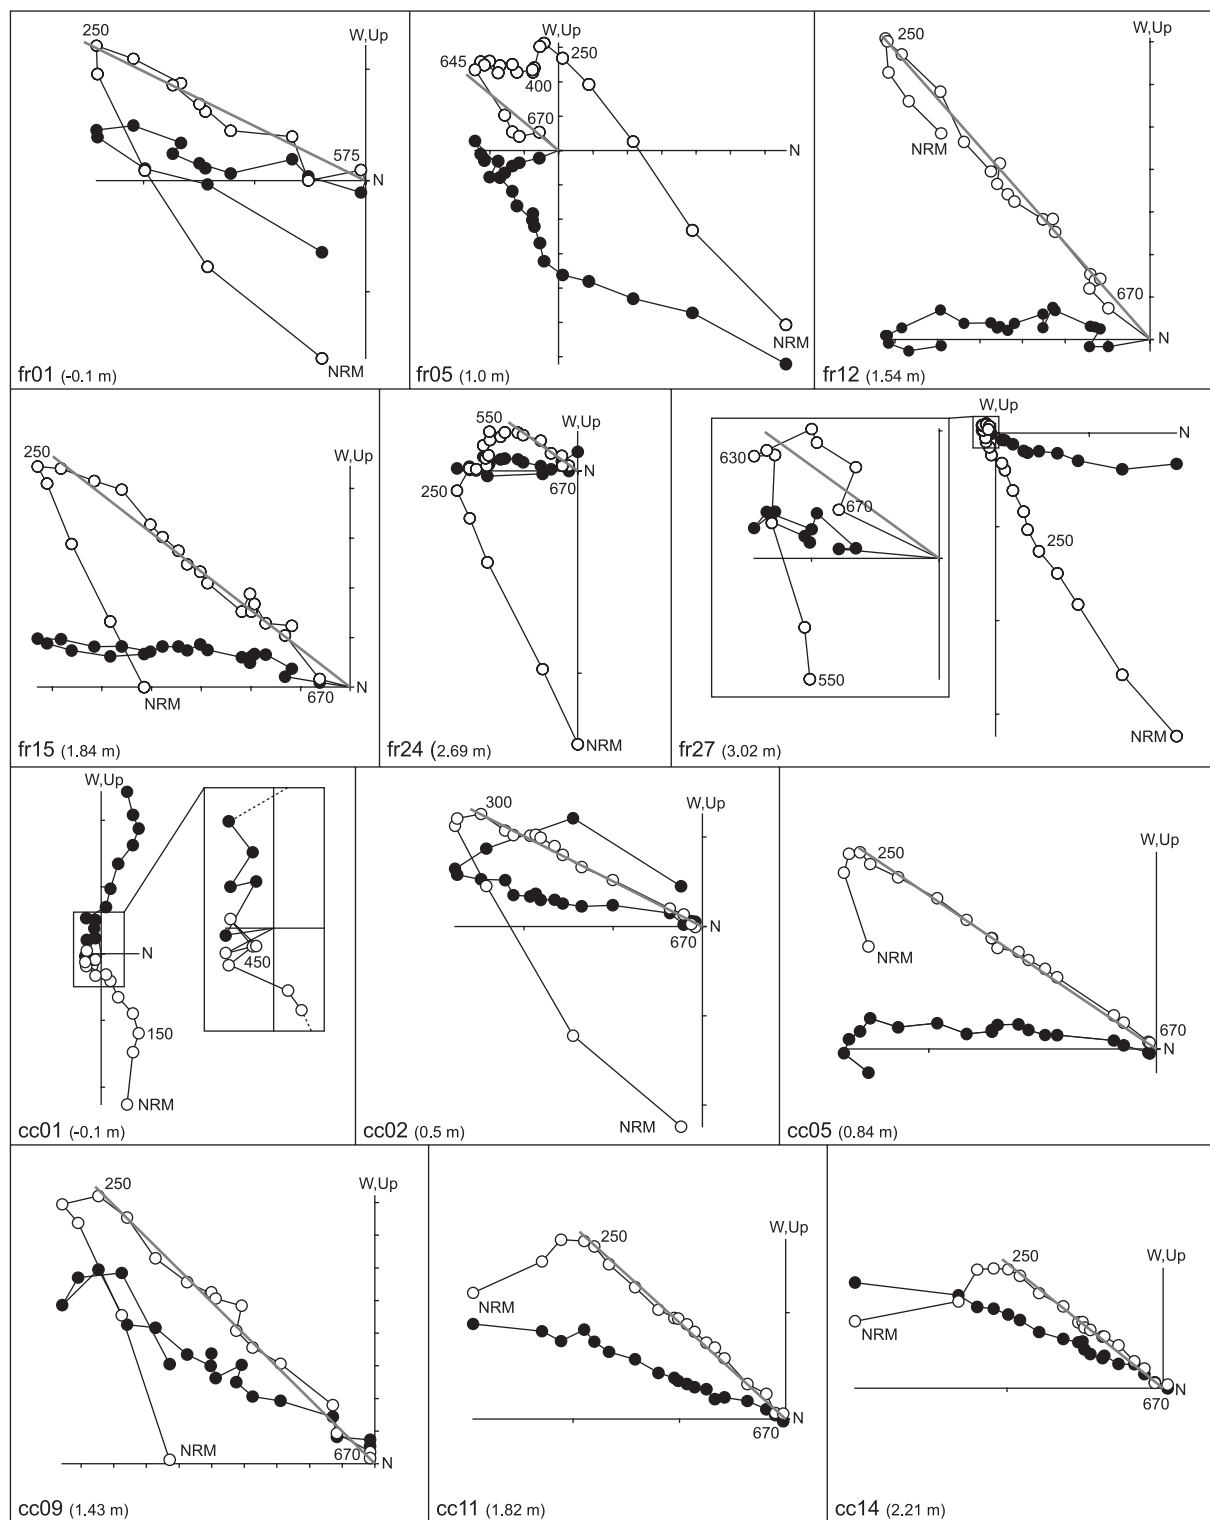 250
W,Up
575
N
NRM
fr01 (-0.1 m)
W,Up
645
250
400
670
N
NRM
fr05 (1.0 m)
W,Up
250
NRM
670
N
fr12 (1.54 m)
W,Up
250
N
NRM
670
fr15 (1.84 m)
W,Up
550
N
250
670
NRM
fr24 (2.69 m)
W,Up
N
630
670
550
250
NRM
fr27 (3.02 m)
W,Up
N
450
150
NRM
cc01 (-0.1 m)
W,Up
300
N
670
NRM
cc02 (0.5 m)
W,Up
250
NRM
670
N
cc05 (0.84 m)
W,Up
250
NRM
670
N
cc09 (1.43 m)
W,Up
250
NRM
N
670
cc11 (1.82 m)
W,Up
250
NRM
N
670
cc14 (2.21 m)